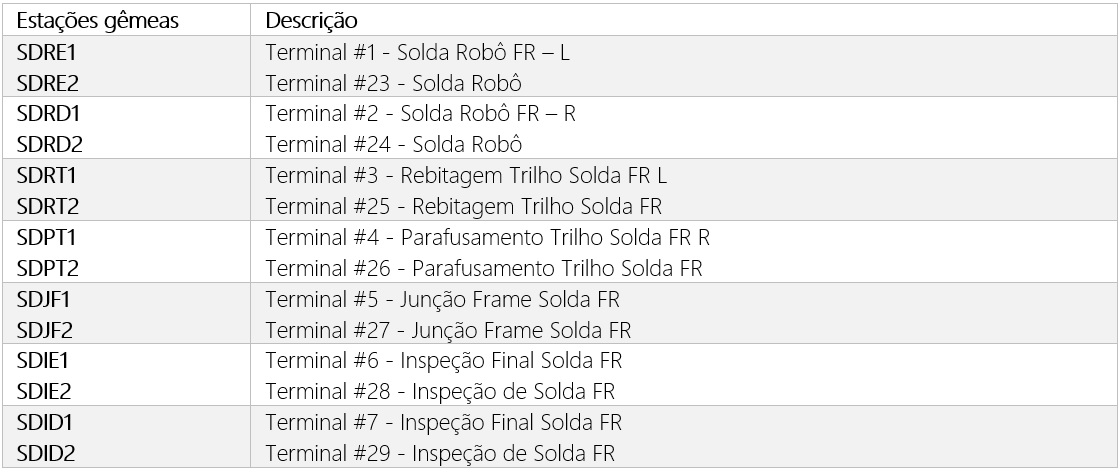 Estações gêmeas Descrição
SDRE1 Terminal #1 - Solda Robô FR – L
SDRE2 Terminal #23 - Solda Robô
SDRD1 Terminal #2 - Solda Robô FR – R
SDRD2 Terminal #24 - Solda Robô
SDRT1 Terminal #3 - Rebitagem Trilho Solda FR L
SDRT2 Terminal #25 - Rebitagem Trilho Solda FR
SDPT1 Terminal #4 - Parafusamento Trilho Solda FR R
SDPT2 Terminal #26 - Parafusamento Trilho Solda FR
SDJF1 Terminal #5 - Junção Frame Solda FR
SDJF2 Terminal #27 - Junção Frame Solda FR
SDIE1 Terminal #6 - Inspeção Final Solda FR
SDIE2 Terminal #28 - Inspeção de Solda FR
SDID1 Terminal #7 - Inspeção Final Solda FR
SDID2 Terminal #29 - Inspeção de Solda FR